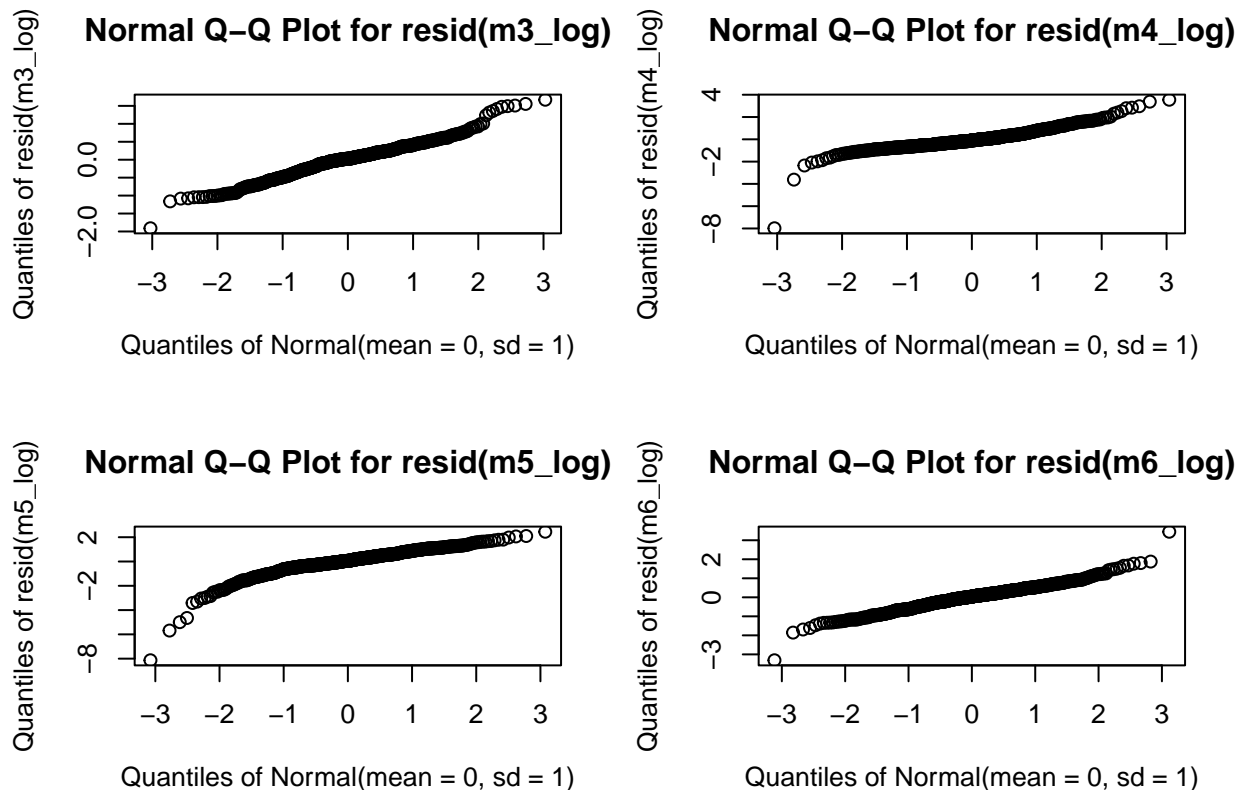 Normal Q−Q Plot for resid(m3_log)
Quantiles of resid(m3_log)
0.0
−2.0
−3 −2 −1 0 1 2 3
Quantiles of Normal(mean = 0, sd = 1)
Normal Q−Q Plot for resid(m4_log)
Quantiles of resid(m4_log)
4
−2
−8
−3 −2 −1 0 1 2 3
Quantiles of Normal(mean = 0, sd = 1)
Normal Q−Q Plot for resid(m5_log)
Quantiles of resid(m5_log)
2
−2
−8
−3 −2 −1 0 1 2 3
Quantiles of Normal(mean = 0, sd = 1)
Normal Q−Q Plot for resid(m6_log)
Quantiles of resid(m6_log)
2
0
−3
−3 −2 −1 0 1 2 3
Quantiles of Normal(mean = 0, sd = 1)